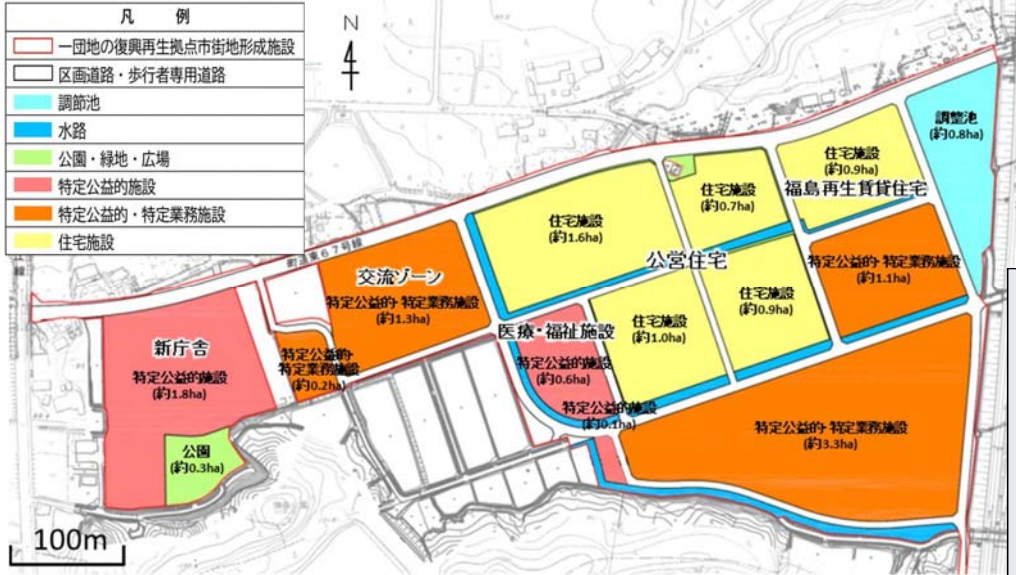 凡 例
一団地の復興再生拠点市街地形成施設
区画道路・歩行者専用道路
調節池
水路
公園・緑地・広場
特定公益的施設
特定公益的・特定業務施設
住宅施設
N
調整池
(約0.8ha)
住宅施設
(約0.9ha)
福島再生賃貸住宅
住宅施設
(約0.7ha)
住宅施設
(約1.6ha)
町道東67号線
公営住宅
特定公益的・特定業務施設
(約1.1ha)
交流ゾーン
特定公益的・特定業務施設
(約1.3ha)
住宅施設
(約0.9ha)
医療・福祉施設
住宅施設
(約1.0ha)
新庁舎
特定公益的施設
(約1.8ha)
特定公益的・
特定業務施設
(約0.2ha)
特定公益的施設
(約0.6ha)
特定公益的施設
(約0.1ha)
特定公益的・特定業務施設
(約3.3ha)
公園
(約0.3ha)
100m